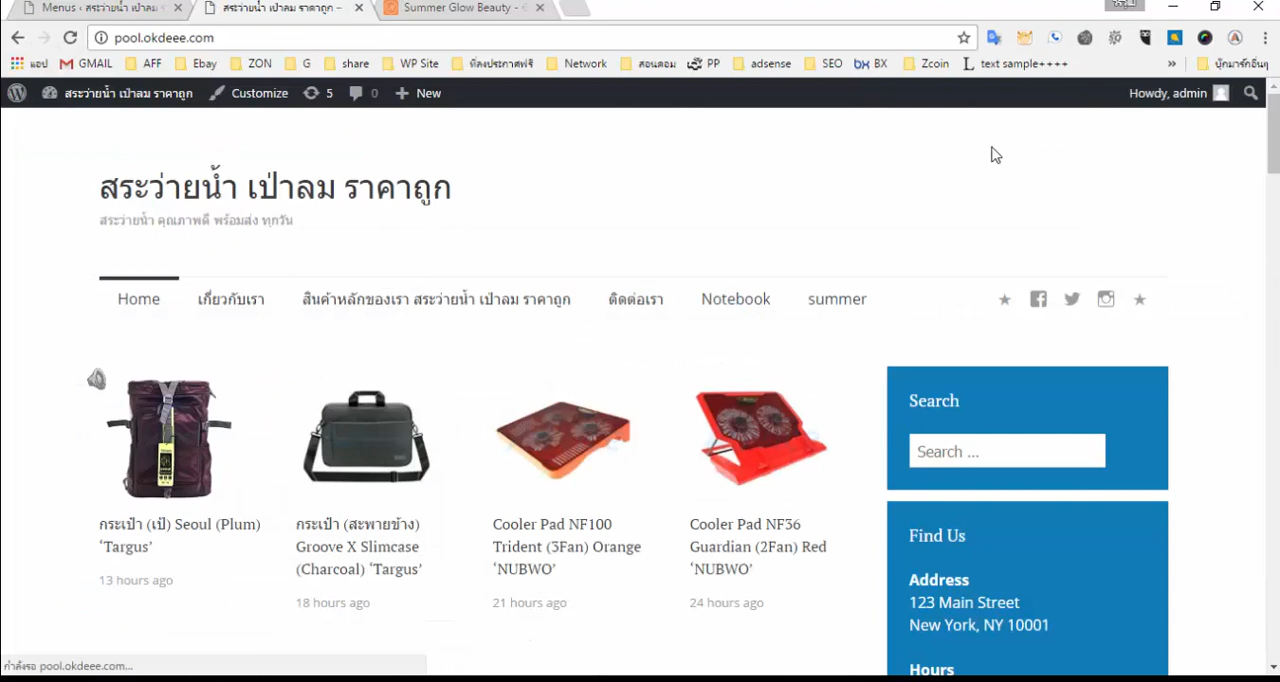 Menus ‹ สระว่ายน้ำ เป่าลม
สระว่ายน้ำ เป่าลม ราคาถูก –
Summer Glow Beauty -
pool.okdeee.com
แอป GMAIL AFF Ebay ZON G share WP Site ที่ลงประกาศฟรี Network สอนตอม PP adsense SEO bx BX Zcoin L text sample++++ » บุ๊กมาร์กอื่นๆ
สระว่ายน้ำ เป่าลม ราคาถูก Customize 5 0 New Howdy, admin
สระว่ายน้ำ เป่าลม ราคาถูก
สระว่ายน้ำ คุณภาพดี พร้อมส่ง ทุกวัน
Home เกี่ยวกับเรา สินค้าหลักของเรา สระว่ายน้ำ เป่าลม ราคาถูก ติดต่อเรา Notebook summer
กระเป๋า (เป้) Seoul (Plum)
‘Targus’
13 hours ago
กระเป๋า (สะพายข้าง)
Groove X Slimcase
(Charcoal) ‘Targus’
18 hours ago
Cooler Pad NF100
Trident (3Fan) Orange
‘NUBWO’
21 hours ago
Cooler Pad NF36
Guardian (2Fan) Red
‘NUBWO’
24 hours ago
Search
Search ...
Find Us
Address
123 Main Street
New York, NY 10001
Hours
กำลังรอ pool.okdeee.com...